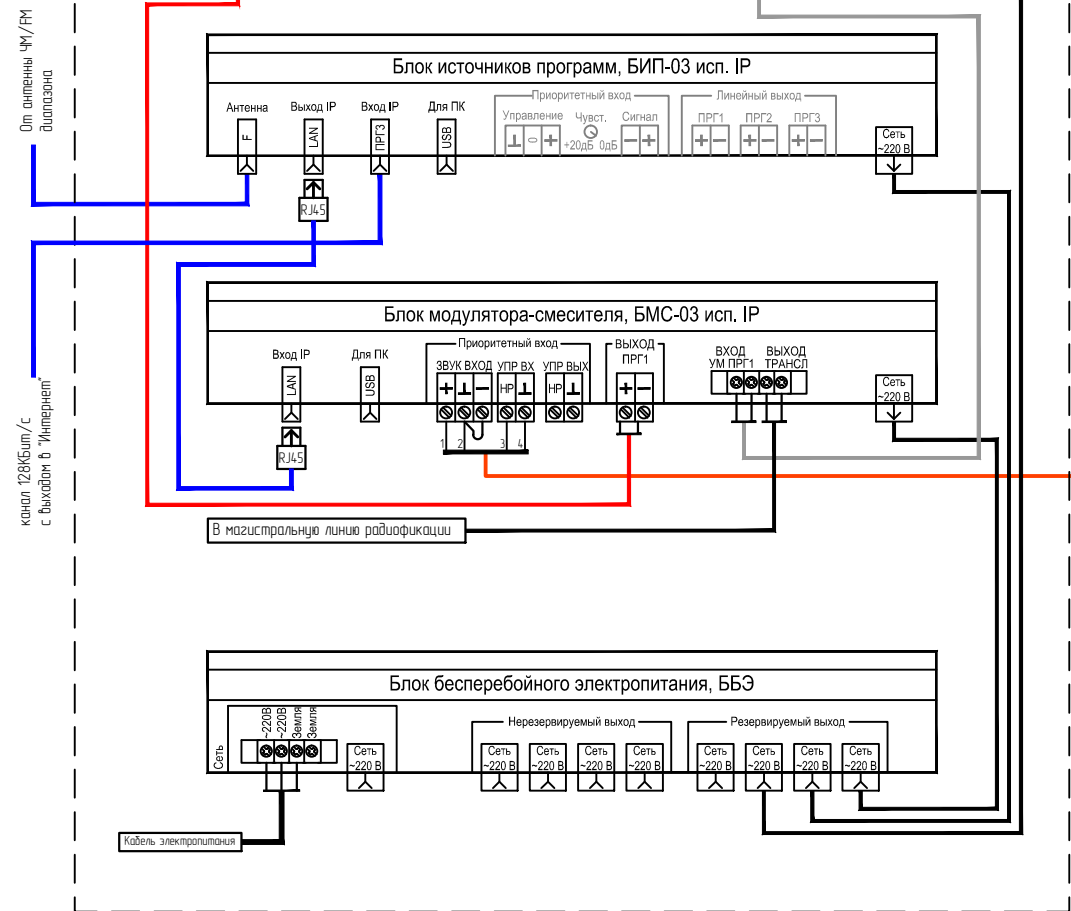 От антенны ЧМ/FM
диапазона
канал 128КБит/с
с выходом в "Интернет"
Блок источников программ, БИП-03 исп. IP
Антенна
Выход IP
Вход IP
Для ПК
F
LAN
ПРГ3
USB
Приоритетный вход
Управление
Чувст.
Сигнал
⊥ 0 +
+20дБ 0дБ
− +
Линейный выход
ПРГ1
ПРГ2
ПРГ3
+ −
+ −
+ −
Сеть
~220 В
RJ45
Блок модулятора-смесителя, БМС-03 исп. IP
Вход IP
Для ПК
LAN
USB
Приоритетный вход
ЗВУК ВХОД
УПР ВХ
УПР ВЫХ
+ ⊥ −
НР ⊥
НР ⊥
1 2 3 4
ВЫХОД
ПРГ1
+ −
ВХОД
УМ ПРГ1
ВЫХОД
ТРАНСЛ
Сеть
~220 В
RJ45
В магистральную линию радиофикации
Блок бесперебойного электропитания, ББЭ
Сеть
~220В
~220В
Земля
Земля
Сеть
~220 В
Нерезервируемый выход
Сеть
~220 В
Сеть
~220 В
Сеть
~220 В
Сеть
~220 В
Резервируемый выход
Сеть
~220 В
Сеть
~220 В
Сеть
~220 В
Сеть
~220 В
Кабель электропитания